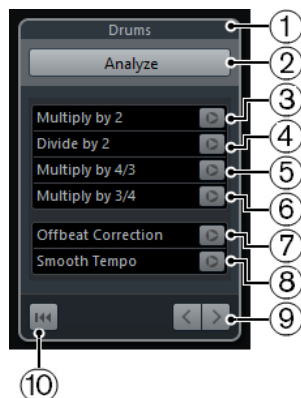 Drums
1
Analyze
2
3
Multiply by 2
4
Divide by 2
5
Multiply by 4/3
6
Multiply by 3/4
Offbeat Correction
7
Smooth Tempo
8
9
10